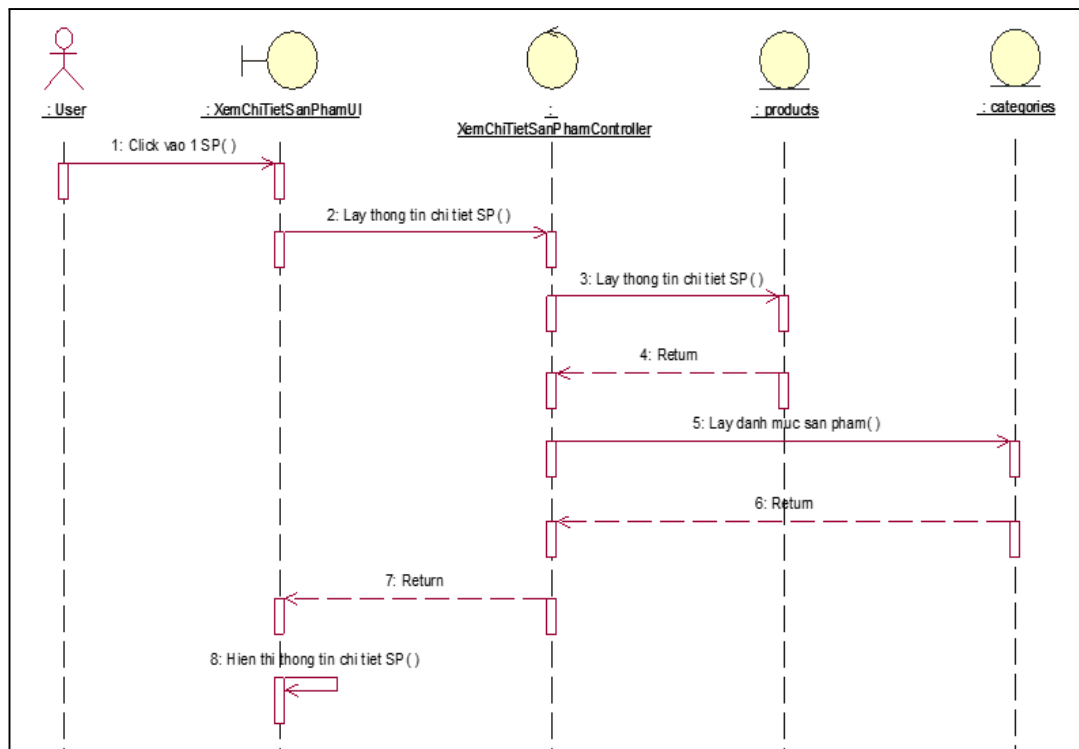 : User
: XemChiTietSanPhamUI
:
XemChiTietSanPhamController
: products
: categories
1: Click vao 1 SP( )
2: Lay thong tin chi tiet SP( )
3: Lay thong tin chi tiet SP( )
4: Return
5: Lay danh muc san pham( )
6: Return
7: Return
8: Hien thi thong tin chi tiet SP( )